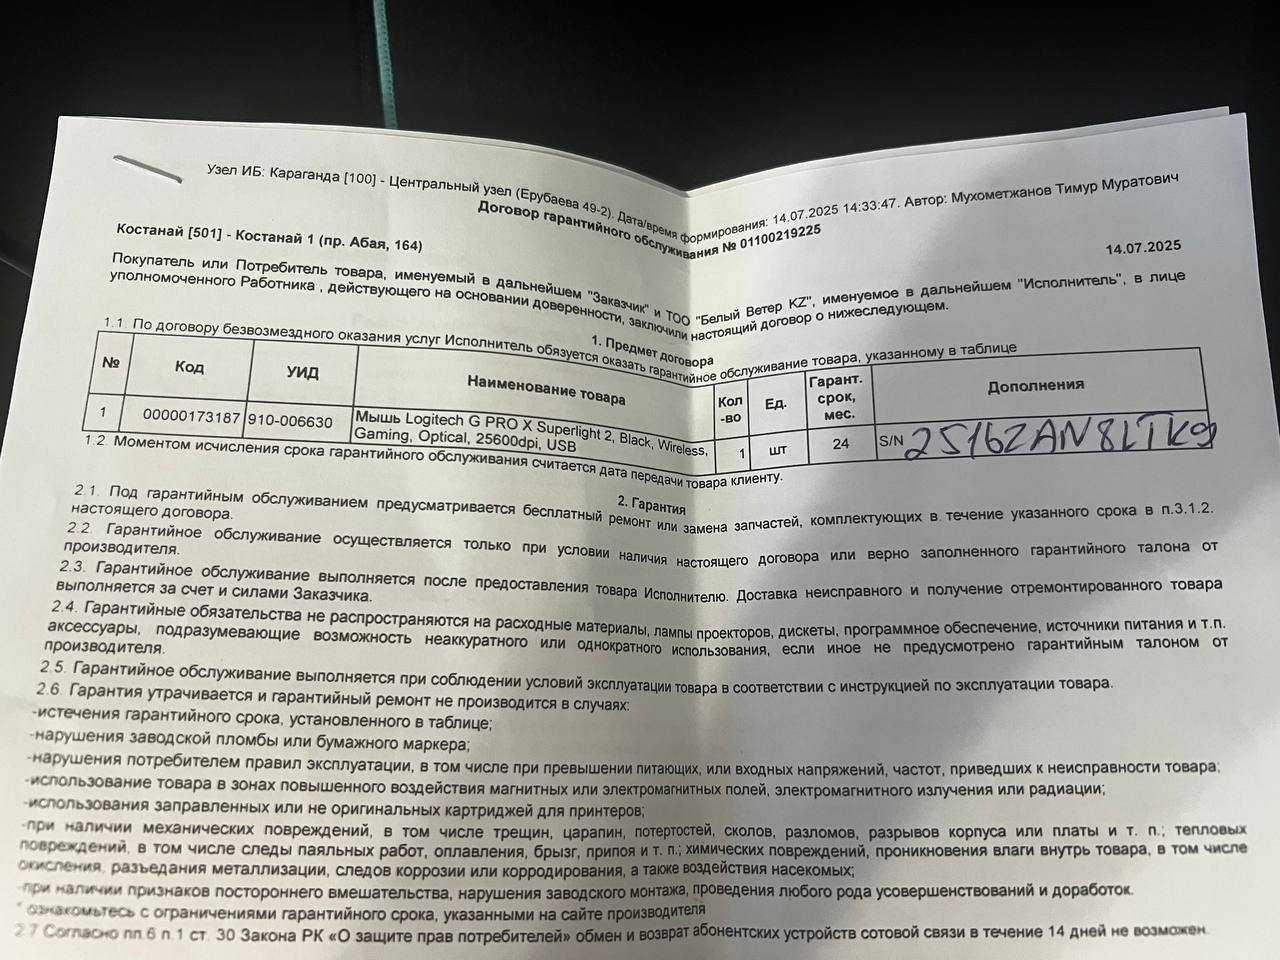 Узел ИБ: Караганда [100] - Центральный узел (Ерубаева 49-2). Дата/время формирования: 14.07.2025 14:33:47. Автор: Мухометжанов Тимур Муратович
Договор гарантийного обслуживания № 01100219225
Костанай [501] - Костанай 1 (пр. Абая, 164)
14.07.2025
Покупатель или Потребитель товара, именуемый в дальнейшем "Заказчик" и ТОО "Белый Ветер KZ", именуемое в дальнейшем "Исполнитель", в лице
уполномоченного Работника , действующего на основании доверенности, заключили настоящий договор о нижеследующем.
1. Предмет договора
1.1. По договору безвозмездного оказания услуг Исполнитель обязуется оказать гарантийное обслуживание товара, указанному в таблице
№ Код УИД Наименование товара Кол-во Ед. Гарант. срок, мес. Дополнения
1 00000173187 910-006630 Мышь Logitech G PRO X Superlight 2, Black, Wireless, 1 шт 24 S/N 2516ZAN8LTK9
Gaming, Optical, 25600dpi, USB
1.2. Моментом исчисления срока гарантийного обслуживания считается дата передачи товара клиенту.
2. Гарантия
2.1. Под гарантийным обслуживанием предусматривается бесплатный ремонт или замена запчастей, комплектующих в течение указанного срока в п.3.1.2.
настоящего договора.
2.2. Гарантийное обслуживание осуществляется только при условии наличия настоящего договора или верно заполненного гарантийного талона от
производителя.
2.3. Гарантийное обслуживание выполняется после предоставления товара Исполнителю. Доставка неисправного и получение отремонтированного товара
выполняется за счет и силами Заказчика.
2.4. Гарантийные обязательства не распространяются на расходные материалы, лампы проекторов, дискеты, программное обеспечение, источники питания и т.п.
аксессуары, подразумевающие возможность неаккуратного или однократного использования, если иное не предусмотрено гарантийным талоном от
производителя.
2.5. Гарантийное обслуживание выполняется при соблюдении условий эксплуатации товара в соответствии с инструкцией по эксплуатации товара.
2.6. Гарантия утрачивается и гарантийный ремонт не производится в случаях:
-истечения гарантийного срока, установленного в таблице;
-нарушения заводской пломбы или бумажного маркера;
-нарушения потребителем правил эксплуатации, в том числе при превышении питающих, или входных напряжений, частот, приведших к неисправности товара;
-использование товара в зонах повышенного воздействия магнитных или электромагнитных полей, электромагнитного излучения или радиации;
-использования заправленных или не оригинальных картриджей для принтеров;
-при наличии механических повреждений, в том числе трещин, царапин, потертостей, сколов, разломов, разрывов корпуса или платы и т. п.; тепловых
повреждений, в том числе следы паяльных работ, оплавления, брызг, припоя и т. п.; химических повреждений, проникновения влаги внутрь товара, в том числе
окисления, разъедания металлизации, следов коррозии или корродирования, а также воздействия насекомых;
-при наличии признаков постороннего вмешательства, нарушения заводского монтажа, проведения любого рода усовершенствований и доработок.
* ознакомьтесь с ограничениями гарантийного срока, указанными на сайте производителя
2.7 Согласно пп.6 п.1 ст. 30 Закона РК «О защите прав потребителей» обмен и возврат абонентских устройств сотовой связи в течение 14 дней не возможен.